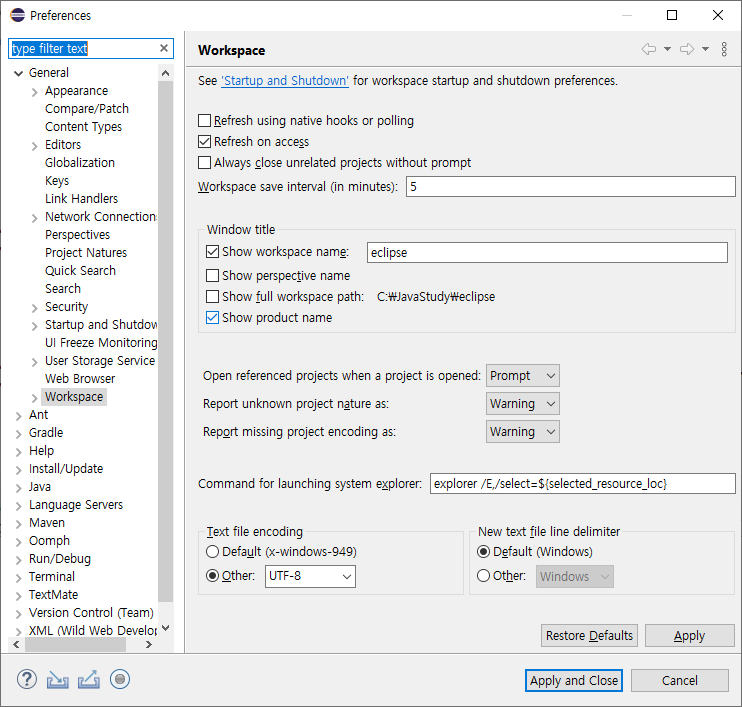 Preferences
type filter text
General
Appearance
Compare/Patch
Content Types
Editors
Globalization
Keys
Link Handlers
Network Connection
Perspectives
Project Natures
Quick Search
Search
Security
Startup and Shutdow
UI Freeze Monitoring
User Storage Service
Web Browser
Workspace
Ant
Gradle
Help
Install/Update
Java
Language Servers
Maven
Oomph
Run/Debug
Terminal
TextMate
Version Control (Team)
XML (Wild Web Develop
Workspace
See 'Startup and Shutdown' for workspace startup and shutdown preferences.
Refresh using native hooks or polling
Refresh on access
Always close unrelated projects without prompt
Workspace save interval (in minutes): 5
Window title
Show workspace name: eclipse
Show perspective name
Show full workspace path: C:₩JavaStudy₩eclipse
Show product name
Open referenced projects when a project is opened: Prompt
Report unknown project nature as: Warning
Report missing project encoding as: Warning
Command for launching system explorer: explorer /E,/select=${selected_resource_loc}
Text file encoding
Default (x-windows-949)
Other: UTF-8
New text file line delimiter
Default (Windows)
Other: Windows
Restore Defaults Apply
? Apply and Close Cancel